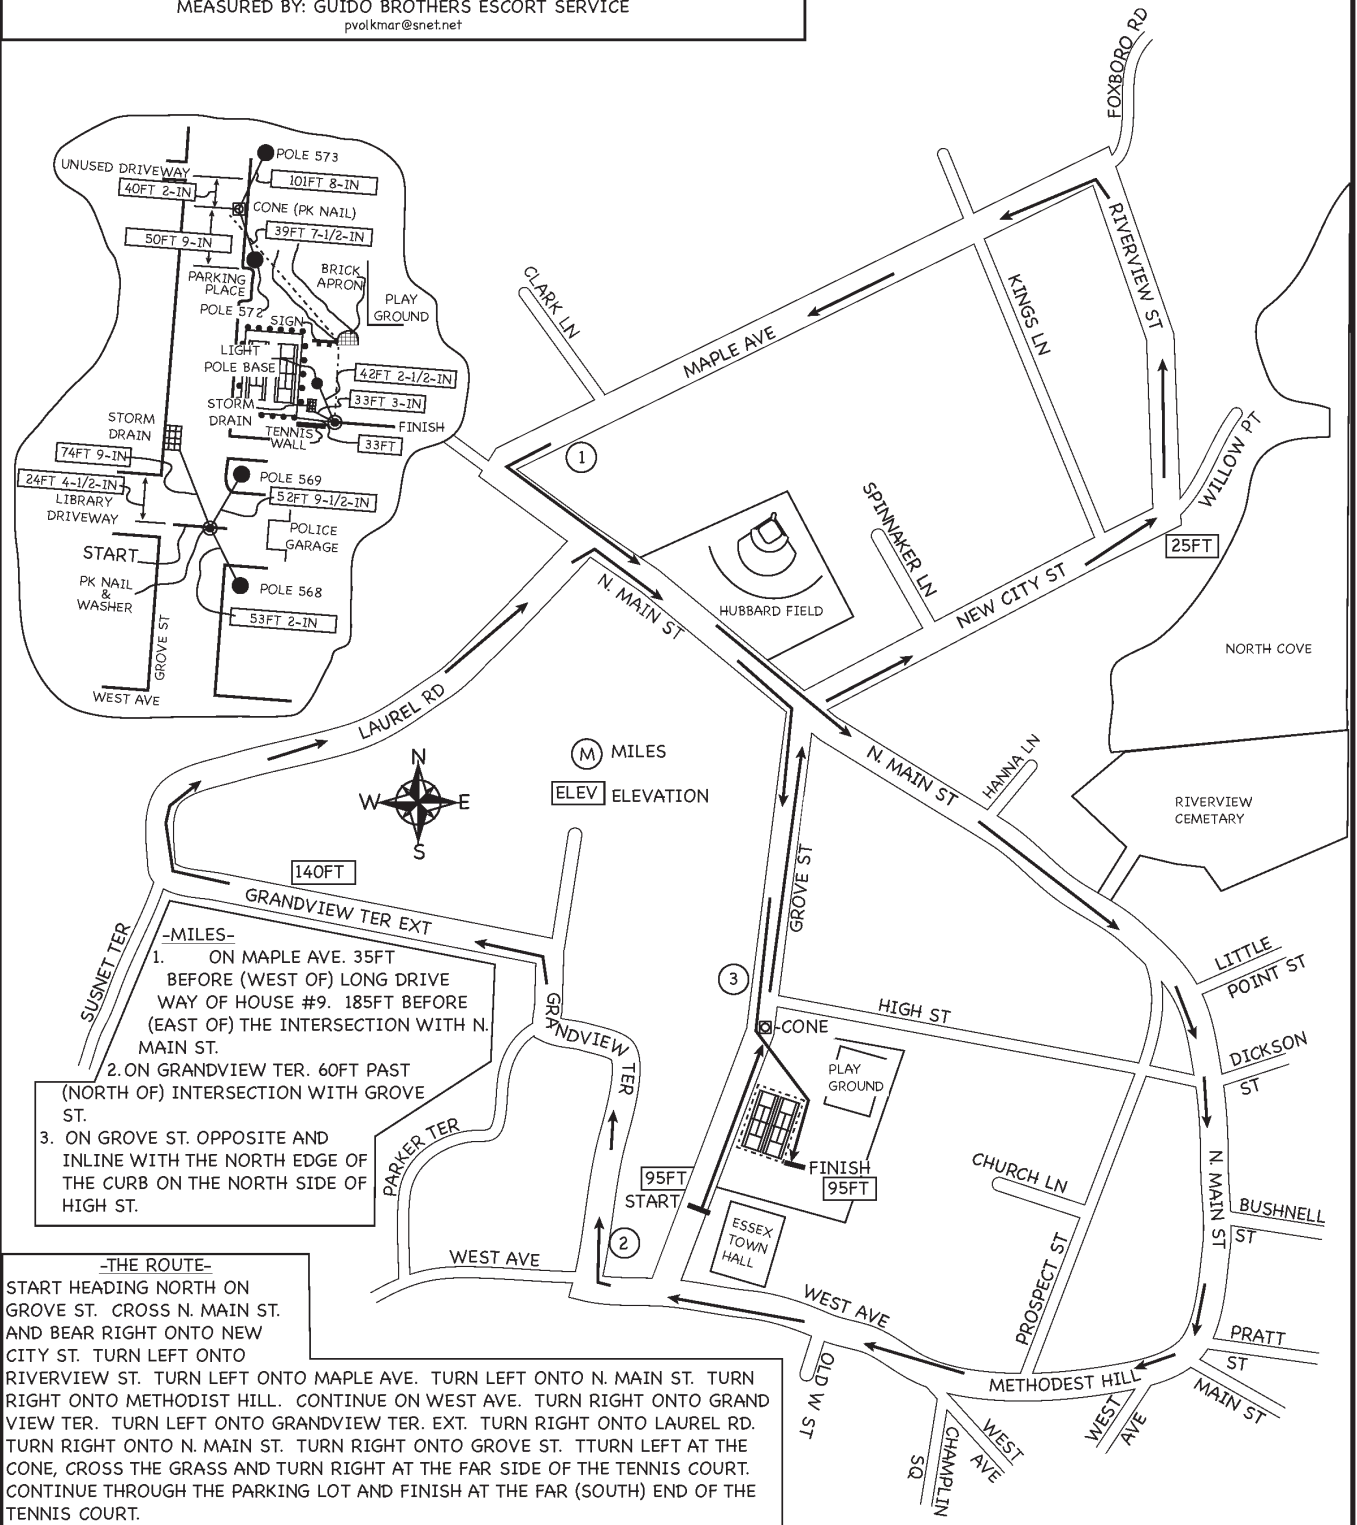 MEASURED BY: GUIDO BROTHERS ESCORT SERVICE
pvolkmar@snet.net
FOXBORO RD
POLE 573
UNUSED DRIVEWAY
101FT 8-IN
40FT 2-IN
CONE (PK NAIL)
39FT 7-1/2-IN
50FT 9-IN
BRICK
APRON
PARKING
PLACE
PLAY
GROUND
POLE 572
SIGN
LIGHT
POLE BASE
42FT 2-1/2-IN
33FT 3-IN
STORM
DRAIN
FINISH
TENNIS
WALL
33FT
STORM
DRAIN
74FT 9-IN
POLE 569
24FT 4-1/2-IN
52FT 9-1/2-IN
LIBRARY
DRIVEWAY
POLICE
GARAGE
START
PK NAIL
&
WASHER
POLE 568
53FT 2-IN
GROVE ST
WEST AVE
CLARK LN
MAPLE AVE
KINGS LN
RIVERVIEW ST
1
WILLOW PT
SPINNAKER LN
25FT
HUBBARD FIELD
NEW CITY ST
N. MAIN ST
NORTH COVE
LAUREL RD
N
W E
S
M MILES
ELEV ELEVATION
N. MAIN ST
HANNA LN
RIVERVIEW
CEMETARY
140FT
GRANDVIEW TER EXT
GROVE ST
SUSNET TER
LITTLE
POINT ST
3
-CONE
HIGH ST
GRANDVIEW TER
DICKSON
ST
PLAY
GROUND
-MILES-
1. ON MAPLE AVE. 35FT
BEFORE (WEST OF) LONG DRIVE
WAY OF HOUSE #9. 185FT BEFORE
(EAST OF) THE INTERSECTION WITH N.
MAIN ST.
2. ON GRANDVIEW TER. 60FT PAST
(NORTH OF) INTERSECTION WITH GROVE
ST.
3. ON GROVE ST. OPPOSITE AND
INLINE WITH THE NORTH EDGE OF
THE CURB ON THE NORTH SIDE OF
HIGH ST.
PARKER TER
95FT
START
FINISH
95FT
CHURCH LN
N. MAIN ST
BUSHNELL
ST
ESSEX
TOWN
HALL
2
WEST AVE
WEST AVE
PROSPECT ST
PRATT
ST
MAIN ST
METHODEST HILL
OLD W ST
WEST
AVE
WEST
AVE
CHAMPLIN
SQ
-THE ROUTE-
START HEADING NORTH ON
GROVE ST. CROSS N. MAIN ST.
AND BEAR RIGHT ONTO NEW
CITY ST. TURN LEFT ONTO
RIVERVIEW ST. TURN LEFT ONTO MAPLE AVE. TURN LEFT ONTO N. MAIN ST. TURN
RIGHT ONTO METHODIST HILL. CONTINUE ON WEST AVE. TURN RIGHT ONTO GRAND
VIEW TER. TURN LEFT ONTO GRANDVIEW TER. EXT. TURN RIGHT ONTO LAUREL RD.
TURN RIGHT ONTO N. MAIN ST. TURN RIGHT ONTO GROVE ST. TTURN LEFT AT THE
CONE, CROSS THE GRASS AND TURN RIGHT AT THE FAR SIDE OF THE TENNIS COURT.
CONTINUE THROUGH THE PARKING LOT AND FINISH AT THE FAR (SOUTH) END OF THE
TENNIS COURT.